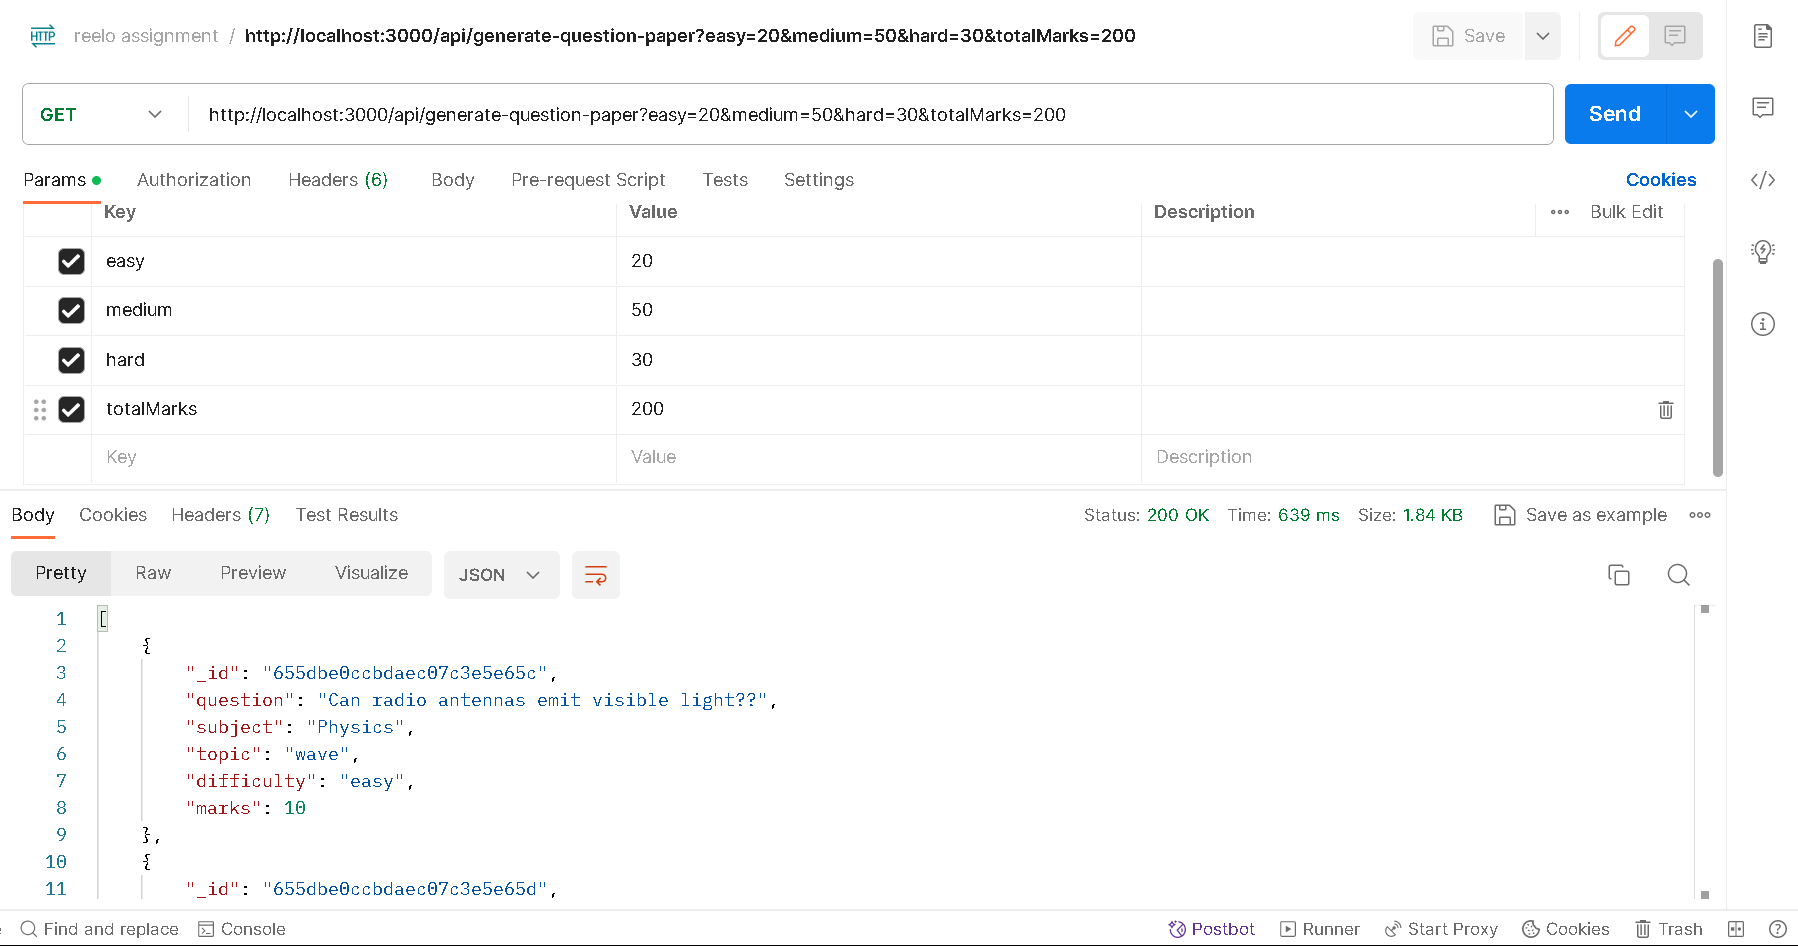 HTTP reelo assignment / http://localhost:3000/api/generate-question-paper?easy=20&medium=50&hard=30&totalMarks=200 Save
GET http://localhost:3000/api/generate-question-paper?easy=20&medium=50&hard=30&totalMarks=200 Send
Params Authorization Headers (6) Body Pre-request Script Tests Settings Cookies
Key Value Description Bulk Edit
easy 20
medium 50
hard 30
totalMarks 200
Key Value Description
Body Cookies Headers (7) Test Results Status: 200 OK Time: 639 ms Size: 1.84 KB Save as example
Pretty Raw Preview Visualize JSON
1 [
2 {
3 "_id": "655dbe0ccbdaec07c3e5e65c",
4 "question": "Can radio antennas emit visible light??",
5 "subject": "Physics",
6 "topic": "wave",
7 "difficulty": "easy",
8 "marks": 10
9 },
10 {
11 "_id": "655dbe0ccbdaec07c3e5e65d",
Find and replace Console Postbot Runner Start Proxy Cookies Trash